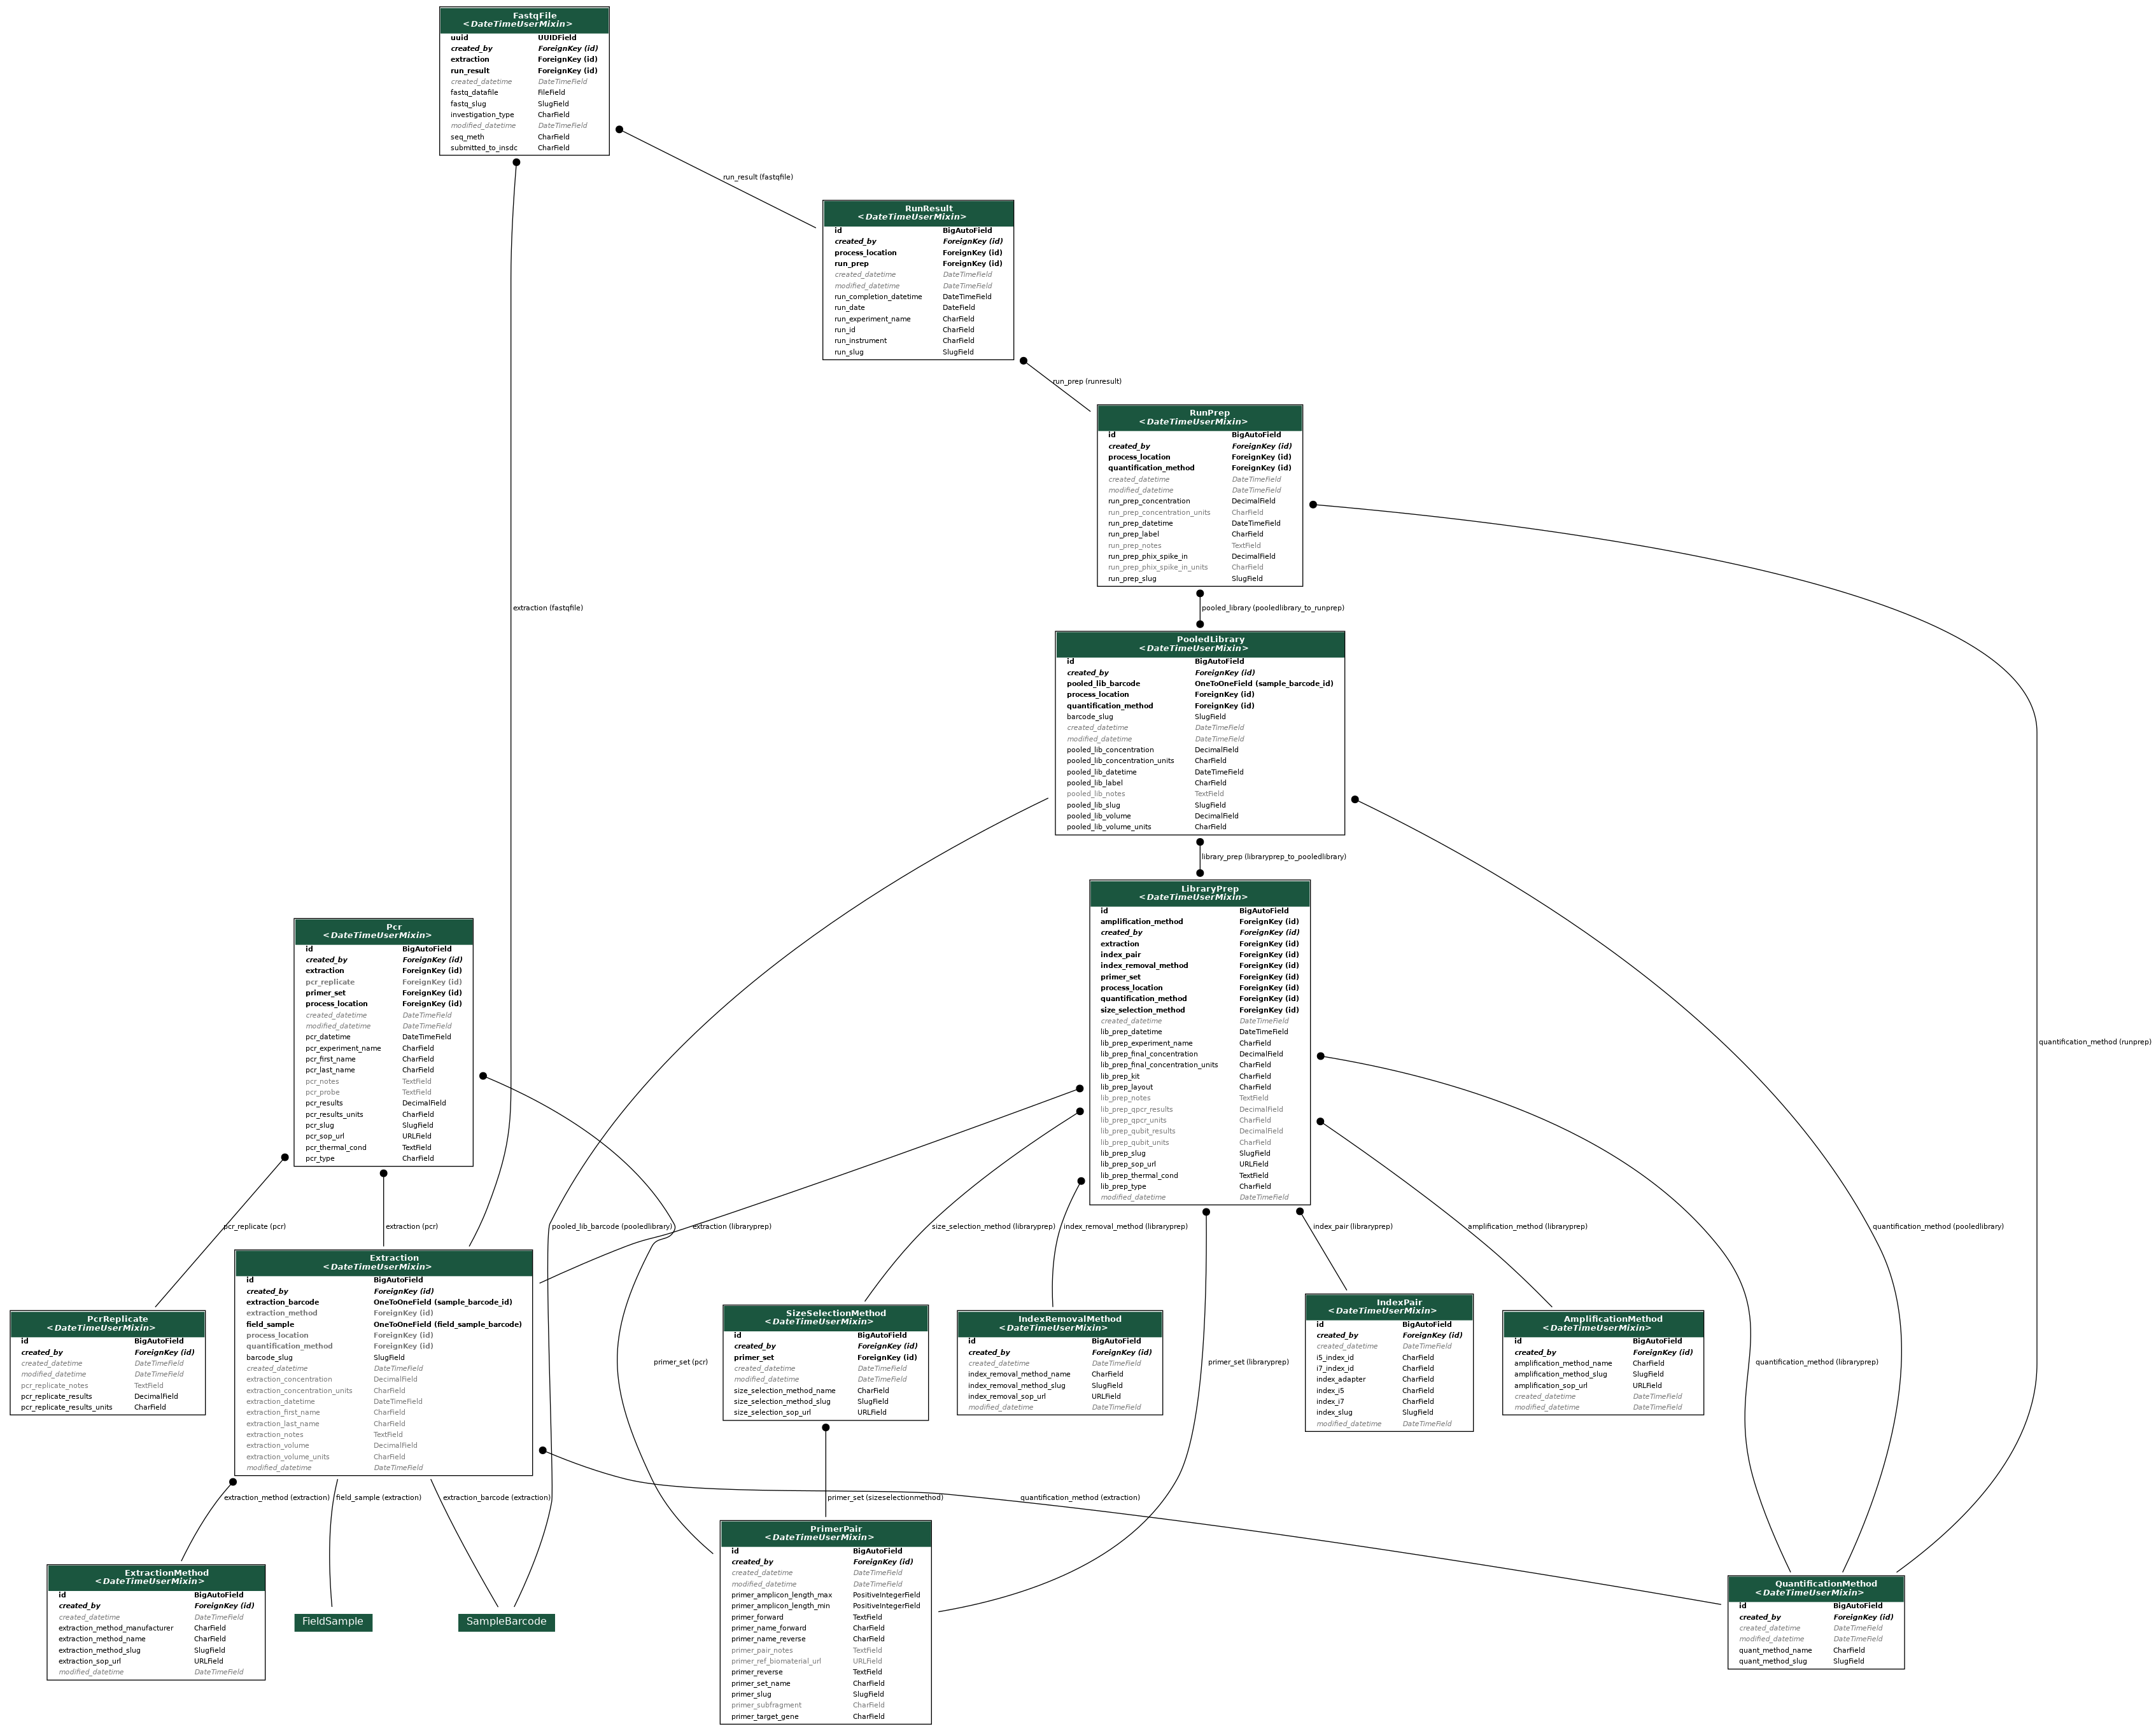 FastqFile
<DateTimeUserMixin>
uuid UUIDField
created_by ForeignKey (id)
extraction ForeignKey (id)
run_result ForeignKey (id)
created_datetime DateTimeField
fastq_datafile FileField
fastq_slug SlugField
investigation_type CharField
modified_datetime DateTimeField
seq_meth CharField
submitted_to_insdc CharField
run_result (fastqfile)
RunResult
<DateTimeUserMixin>
id BigAutoField
created_by ForeignKey (id)
process_location ForeignKey (id)
run_prep ForeignKey (id)
created_datetime DateTimeField
modified_datetime DateTimeField
run_completion_datetime DateTimeField
run_date DateField
run_experiment_name CharField
run_id CharField
run_instrument CharField
run_slug SlugField
run_prep (runresult)
RunPrep
<DateTimeUserMixin>
id BigAutoField
created_by ForeignKey (id)
process_location ForeignKey (id)
quantification_method ForeignKey (id)
created_datetime DateTimeField
modified_datetime DateTimeField
run_prep_concentration DecimalField
run_prep_concentration_units CharField
run_prep_datetime DateTimeField
run_prep_label CharField
run_prep_notes TextField
run_prep_phix_spike_in DecimalField
run_prep_phix_spike_in_units CharField
run_prep_slug SlugField
extraction (fastqfile)
pooled_library (pooledlibrary_to_runprep)
PooledLibrary
<DateTimeUserMixin>
id BigAutoField
created_by ForeignKey (id)
pooled_lib_barcode OneToOneField (sample_barcode_id)
process_location ForeignKey (id)
quantification_method ForeignKey (id)
barcode_slug SlugField
created_datetime DateTimeField
modified_datetime DateTimeField
pooled_lib_concentration DecimalField
pooled_lib_concentration_units CharField
pooled_lib_datetime DateTimeField
pooled_lib_label CharField
pooled_lib_notes TextField
pooled_lib_slug SlugField
pooled_lib_volume DecimalField
pooled_lib_volume_units CharField
library_prep (libraryprep_to_pooledlibrary)
LibraryPrep
<DateTimeUserMixin>
id BigAutoField
amplification_method ForeignKey (id)
created_by ForeignKey (id)
extraction ForeignKey (id)
index_pair ForeignKey (id)
index_removal_method ForeignKey (id)
primer_set ForeignKey (id)
process_location ForeignKey (id)
quantification_method ForeignKey (id)
size_selection_method ForeignKey (id)
created_datetime DateTimeField
lib_prep_datetime DateTimeField
lib_prep_experiment_name CharField
lib_prep_final_concentration DecimalField
lib_prep_final_concentration_units CharField
lib_prep_kit CharField
lib_prep_layout CharField
lib_prep_notes TextField
lib_prep_qpcr_results DecimalField
lib_prep_qpcr_units CharField
lib_prep_qubit_results DecimalField
lib_prep_qubit_units CharField
lib_prep_slug SlugField
lib_prep_sop_url URLField
lib_prep_thermal_cond TextField
lib_prep_type CharField
modified_datetime DateTimeField
Pcr
<DateTimeUserMixin>
id BigAutoField
created_by ForeignKey (id)
extraction ForeignKey (id)
pcr_replicate ForeignKey (id)
primer_set ForeignKey (id)
process_location ForeignKey (id)
created_datetime DateTimeField
modified_datetime DateTimeField
pcr_datetime DateTimeField
pcr_experiment_name CharField
pcr_first_name CharField
pcr_last_name CharField
pcr_notes TextField
pcr_probe TextField
pcr_results DecimalField
pcr_results_units CharField
pcr_slug SlugField
pcr_sop_url URLField
pcr_thermal_cond TextField
pcr_type CharField
quantification_method (runprep)
pcr_replicate (pcr)
extraction (pcr)
pooled_lib_barcode (pooledlibrary)
extraction (libraryprep)
size_selection_method (libraryprep)
index_removal_method (libraryprep)
index_pair (libraryprep)
amplification_method (libraryprep)
quantification_method (pooledlibrary)
Extraction
<DateTimeUserMixin>
id BigAutoField
created_by ForeignKey (id)
extraction_barcode OneToOneField (sample_barcode_id)
extraction_method ForeignKey (id)
field_sample OneToOneField (field_sample_barcode)
process_location ForeignKey (id)
quantification_method ForeignKey (id)
barcode_slug SlugField
created_datetime DateTimeField
extraction_concentration DecimalField
extraction_concentration_units CharField
extraction_datetime DateTimeField
extraction_first_name CharField
extraction_last_name CharField
extraction_notes TextField
extraction_volume DecimalField
extraction_volume_units CharField
modified_datetime DateTimeField
PcrReplicate
<DateTimeUserMixin>
id BigAutoField
created_by ForeignKey (id)
created_datetime DateTimeField
modified_datetime DateTimeField
pcr_replicate_notes TextField
pcr_replicate_results DecimalField
pcr_replicate_results_units CharField
SizeSelectionMethod
<DateTimeUserMixin>
id BigAutoField
created_by ForeignKey (id)
primer_set ForeignKey (id)
created_datetime DateTimeField
modified_datetime DateTimeField
size_selection_method_name CharField
size_selection_method_slug SlugField
size_selection_sop_url URLField
IndexRemovalMethod
<DateTimeUserMixin>
id BigAutoField
created_by ForeignKey (id)
created_datetime DateTimeField
index_removal_method_name CharField
index_removal_method_slug SlugField
index_removal_sop_url URLField
modified_datetime DateTimeField
IndexPair
<DateTimeUserMixin>
id BigAutoField
created_by ForeignKey (id)
created_datetime DateTimeField
i5_index_id CharField
i7_index_id CharField
index_adapter CharField
index_i5 CharField
index_i7 CharField
index_slug SlugField
modified_datetime DateTimeField
AmplificationMethod
<DateTimeUserMixin>
id BigAutoField
created_by ForeignKey (id)
amplification_method_name CharField
amplification_method_slug SlugField
amplification_sop_url URLField
created_datetime DateTimeField
modified_datetime DateTimeField
primer_set (pcr)
primer_set (libraryprep)
quantification_method (libraryprep)
extraction_method (extraction)
field_sample (extraction)
extraction_barcode (extraction)
primer_set (sizeselectionmethod)
quantification_method (extraction)
ExtractionMethod
<DateTimeUserMixin>
id BigAutoField
created_by ForeignKey (id)
created_datetime DateTimeField
extraction_method_manufacturer CharField
extraction_method_name CharField
extraction_method_slug SlugField
extraction_sop_url URLField
modified_datetime DateTimeField
FieldSample
SampleBarcode
PrimerPair
<DateTimeUserMixin>
id BigAutoField
created_by ForeignKey (id)
created_datetime DateTimeField
modified_datetime DateTimeField
primer_amplicon_length_max PositiveIntegerField
primer_amplicon_length_min PositiveIntegerField
primer_forward TextField
primer_name_forward CharField
primer_name_reverse CharField
primer_pair_notes TextField
primer_ref_biomaterial_url URLField
primer_reverse TextField
primer_set_name CharField
primer_slug SlugField
primer_subfragment CharField
primer_target_gene CharField
QuantificationMethod
<DateTimeUserMixin>
id BigAutoField
created_by ForeignKey (id)
created_datetime DateTimeField
modified_datetime DateTimeField
quant_method_name CharField
quant_method_slug SlugField